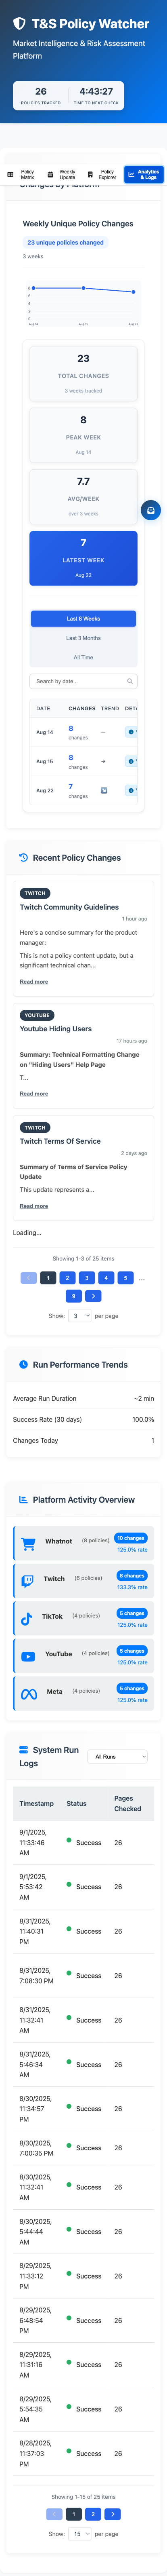 T&S Policy Watcher
Market Intelligence & Risk Assessment
Platform
26
POLICIES TRACKED
4:43:27
TIME TO NEXT CHECK
Policy
Matrix
Weekly
Update
Policy
Explorer
Analytics
& Logs
Changes by Platform
Weekly Unique Policy Changes
23 unique policies changed
3 weeks
8
6
4
2
0
Aug 14
Aug 15
Aug 22
23
TOTAL CHANGES
3 weeks tracked
8
PEAK WEEK
Aug 14
7.7
AVG/WEEK
over 3 weeks
7
LATEST WEEK
Aug 22
Last 8 Weeks
Last 3 Months
All Time
Search by date...
DATE CHANGES TREND DETA
Aug 14 8 changes —
Aug 15 8 changes →
Aug 22 7 changes
Recent Policy Changes
TWITCH
Twitch Community Guidelines
1 hour ago
Here's a concise summary for the product
manager:
This is not a policy content update, but a
significant technical chan...
Read more
YOUTUBE
Youtube Hiding Users
17 hours ago
Summary: Technical Formatting Change
on "Hiding Users" Help Page
T...
Read more
TWITCH
Twitch Terms Of Service
2 days ago
Summary of Terms of Service Policy
Update
This update represents a...
Read more
Loading...
Showing 1-3 of 25 items
1 2 3 4 5 ...
9
Show: 3 per page
Run Performance Trends
Average Run Duration ~2 min
Success Rate (30 days) 100.0%
Changes Today 1
Platform Activity Overview
Whatnot (8 policies) 10 changes
125.0% rate
Twitch (6 policies) 8 changes
133.3% rate
TikTok (4 policies) 5 changes
125.0% rate
YouTube (4 policies) 5 changes
125.0% rate
Meta (4 policies) 5 changes
125.0% rate
System Run
Logs
All Runs
Timestamp Status Pages
Checked
9/1/2025,
11:33:46
AM
Success 26
9/1/2025,
5:53:42
AM
Success 26
8/31/2025,
11:40:31
PM
Success 26
8/31/2025,
7:08:30 PM
Success 26
8/31/2025,
11:32:41
AM
Success 26
8/31/2025,
5:46:34
AM
Success 26
8/30/2025,
11:34:57
PM
Success 26
8/30/2025,
7:00:35 PM
Success 26
8/30/2025,
11:32:41
AM
Success 26
8/30/2025,
5:44:44
AM
Success 26
8/29/2025,
11:33:12
PM
Success 26
8/29/2025,
6:48:54
PM
Success 26
8/29/2025,
11:31:16
AM
Success 26
8/29/2025,
5:54:35
AM
Success 26
8/28/2025,
11:37:03
PM
Success 26
Showing 1-15 of 25 items
1 2
Show: 15 per page